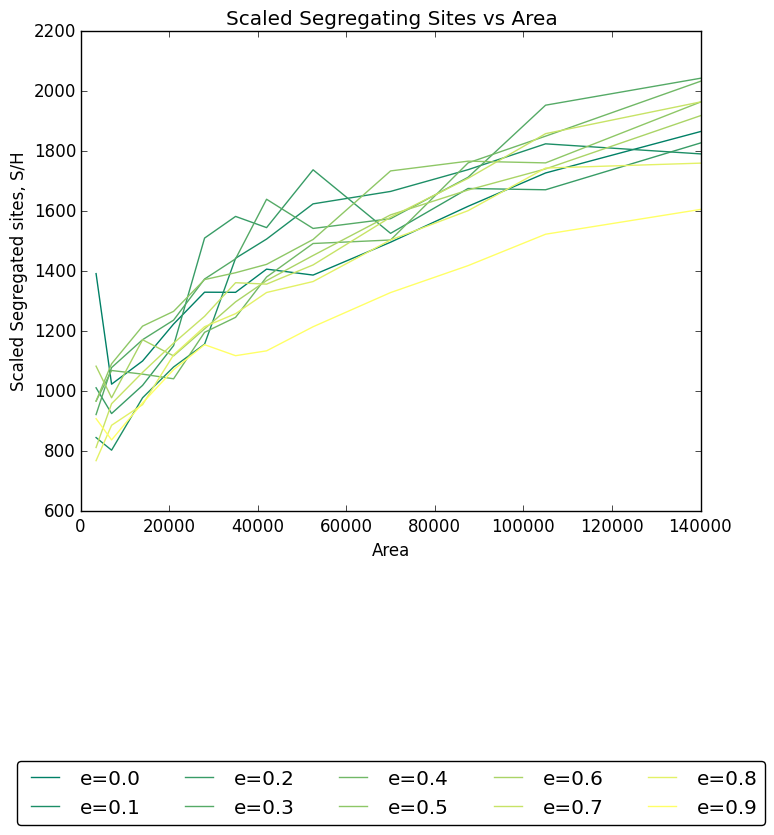 Scaled Segregating Sites vs Area
2200
2000
1800
1600
1400
1200
1000
800
600
Scaled Segregated sites, S/H
0 20000 40000 60000 80000 100000 120000 140000
Area
e=0.0 e=0.2 e=0.4 e=0.6 e=0.8
e=0.1 e=0.3 e=0.5 e=0.7 e=0.9